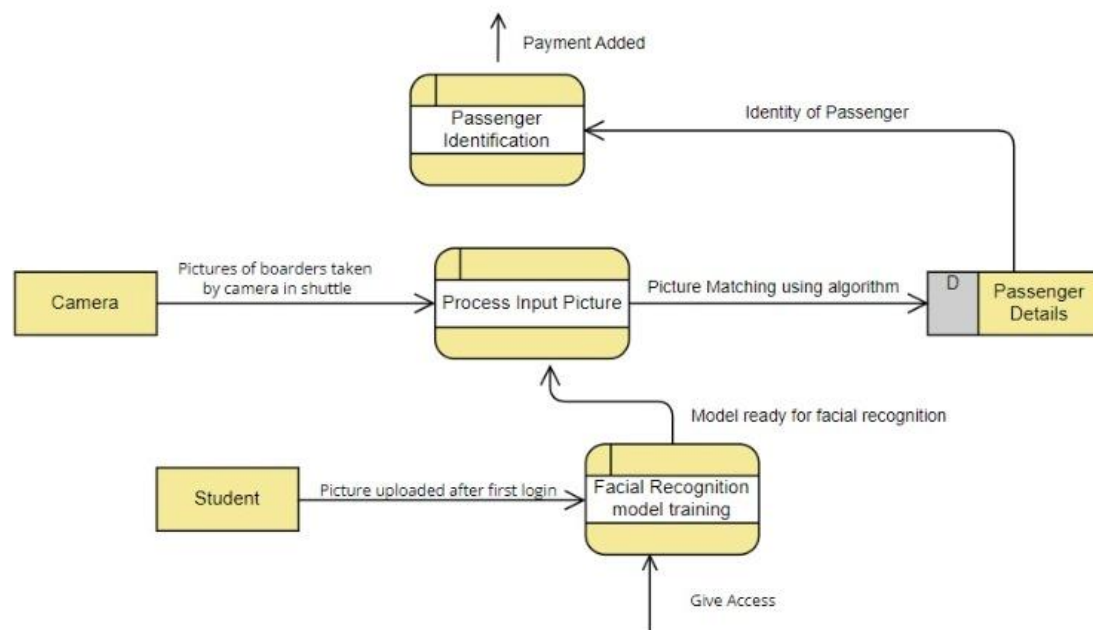 Payment Added
Passenger
Identification
Identity of Passenger
Pictures of boarders taken
by camera in shuttle
Camera
Process Input Picture
Picture Matching using algorithm
D
Passenger
Details
Model ready for facial recognition
Student
Picture uploaded after first login
Facial Recognition
model training
Give Access